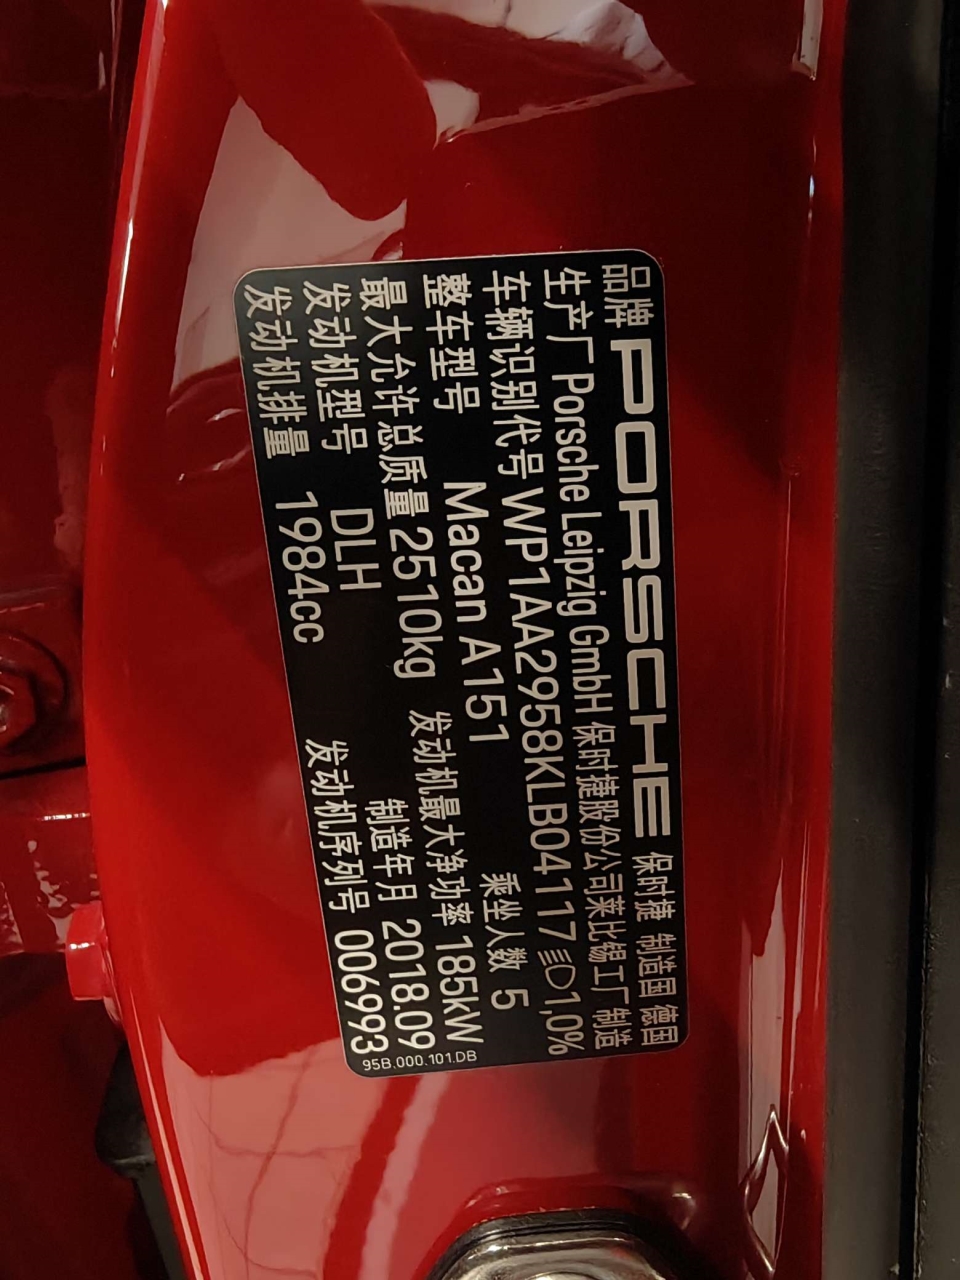 品牌 PORSCHE 保时捷 制造国 德国
生产厂 Porsche Leipzig GmbH 保时捷股份公司莱比锡工厂制造
车辆识别代号 WP1AA2958KLB04117 1,0%
整车型号 Macan A151 乘坐人数 5
最大允许总质量 2510kg 发动机最大净功率 185kW
发动机型号 DLH 制造年月 2018.09
发动机排量 1984cc 发动机序列号 006993
95B.000.101.DB